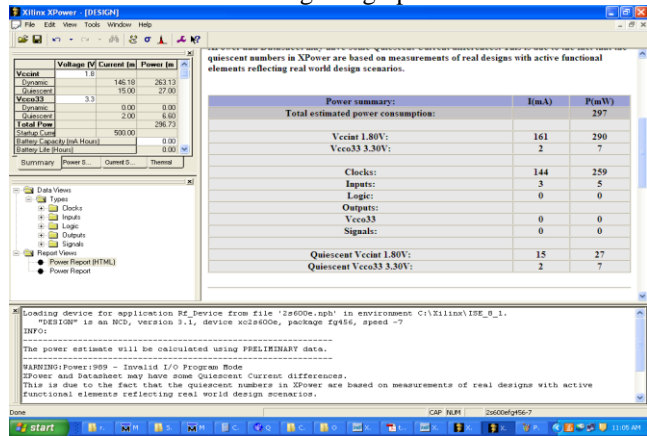 Xilinx XPower - [DESIGN]
File Edit View Tools Window Help
Voltage (V Current (m Power (m
Vccint 1.8
Dynamic 146.18 263.13
Quiescent 15.00 27.00
Vcco33 3.3
Dynamic 0.00 0.00
Quiescent 2.00 6.60
Total Pow 296.73
Startup Curre 500.00
Battery Capacity (mA Hours) 0.00
Battery Life (Hours) 0.00
Summary Power S... Current S... Thermal
Data Views
Types
Clocks
Inputs
Logic
Outputs
Signals
Report Views
Power Report (HTML)
Power Report
quiescent numbers in XPower are based on measurements of real designs with active functional
elements reflecting real world design scenarios.
Power summary: I(mA) P(mW)
Total estimated power consumption: 297
Vccint 1.80V: 161 290
Vcco33 3.30V: 2 7
Clocks: 144 259
Inputs: 3 5
Logic: 0 0
Outputs:
Vcco33 0 0
Signals: 0 0
Quiescent Vccint 1.80V: 15 27
Quiescent Vcco33 3.30V: 2 7
Loading device for application Rf_Device from file '2s600e.nph' in environment C:\Xilinx\ISE_8_1.
"DESIGN" is an NCD, version 3.1, device xc2s600e, package fg456, speed -7
INFO:
The power estimate will be calculated using PRELIMINARY data.
WARNING:Power:989 - Invalid I/O Program Mode
XPower and Datasheet may have some Quiescent Current differences.
This is due to the fact that the quiescent numbers in XPower are based on measurements of real designs with active
functional elements reflecting real world design scenarios.
Done CAP NUM 2s600efg456-7
start 11:05 AM